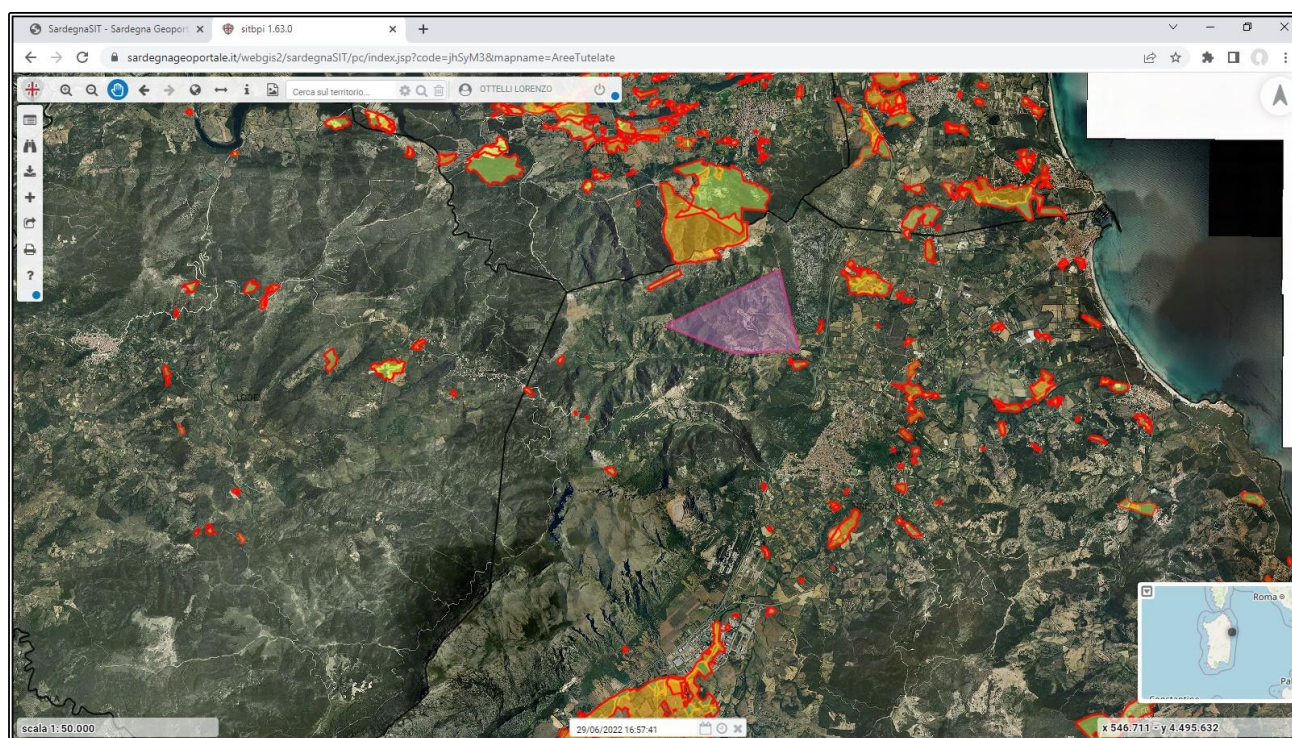 SardegnaSIT - Sardegna Geoport
sitbpi 1.63.0
sardegnageoportale.it/webgis2/sardegnaSIT/pc/index.jsp?code=jhSyM3&mapname=AreeTutelate
Cerca sul territorio...
OTTELLI LORENZO
Roma
Pa
Constantine
scala 1: 50.000
29/06/2022 16:57:41
x 546.711 - y 4.495.632